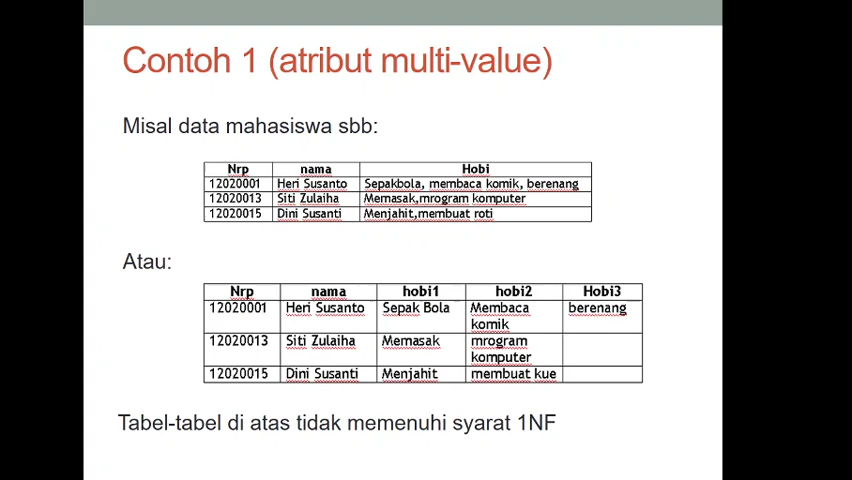 Contoh 1 (atribut multi-value)
Misal data mahasiswa sbb:
Nrp nama Hobi
12020001 Heri Susanto Sepakbola, membaca komik, berenang
12020013 Siti Zulaiha Memasak,mrogram komputer
12020015 Dini Susanti Menjahit,membuat roti
Atau:
Nrp nama hobi1 hobi2 Hobi3
12020001 Heri Susanto Sepak Bola Membaca berenang
komik
12020013 Siti Zulaiha Memasak mrogram
komputer
12020015 Dini Susanti Menjahit membuat kue
Tabel-tabel di atas tidak memenuhi syarat 1NF